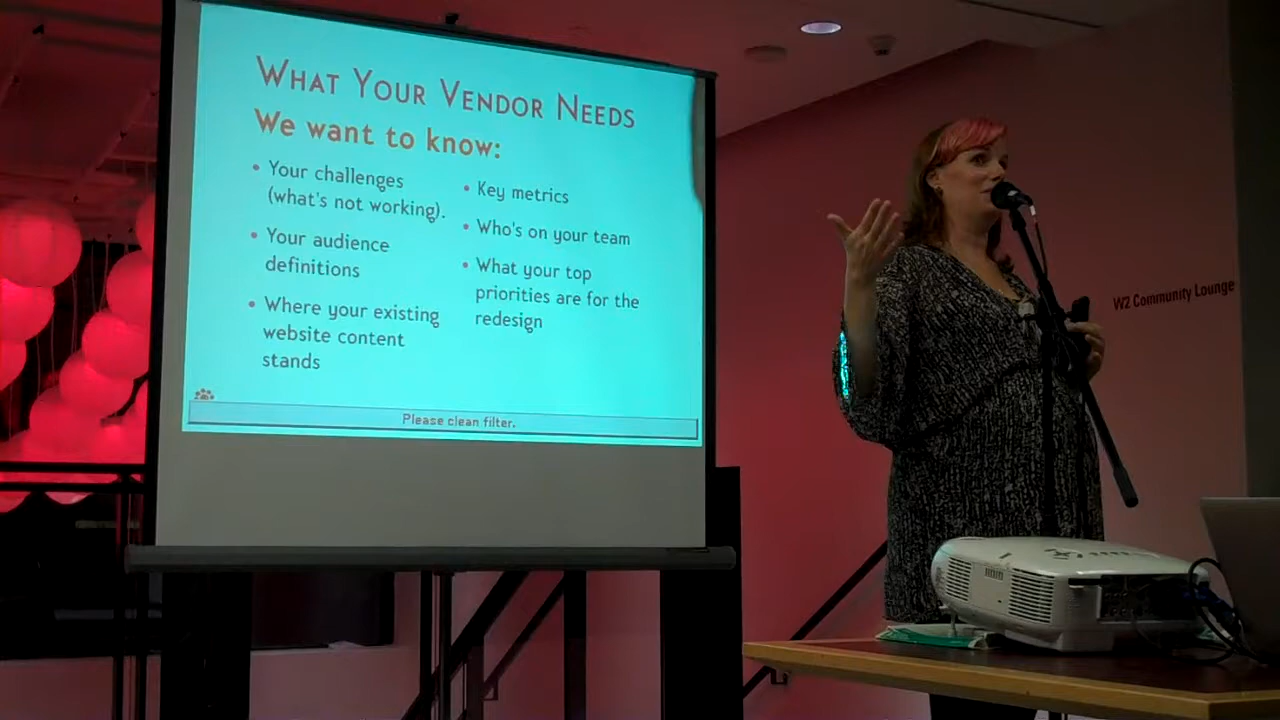 WHAT YOUR VENDOR NEEDS
We want to know:
• Your challenges
(what's not working).
• Your audience
definitions
• Where your existing
website content
stands
• Key metrics
• Who's on your team
• What your top
priorities are for the
redesign
Please clean filter.
W2 Community Lounge